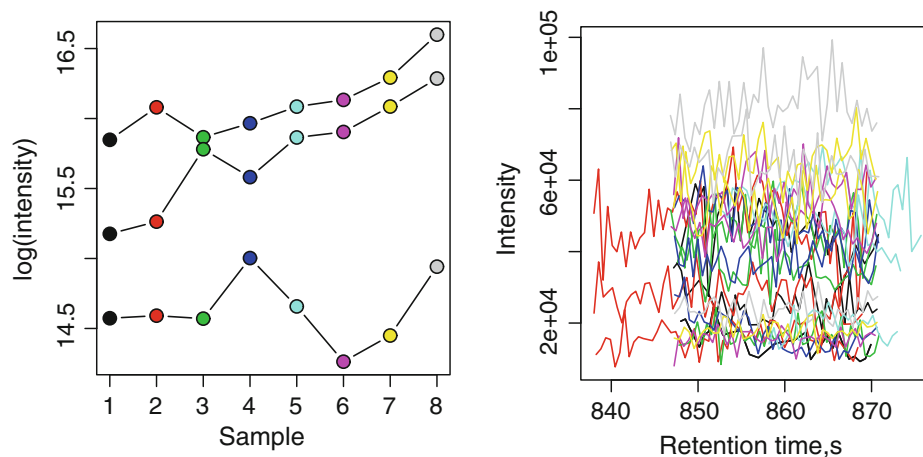 log(intensity)
16.5
15.5
14.5
1 2 3 4 5 6 7 8
Sample
Intensity
1e+05
6e+04
2e+04
840 850 860 870
Retention time,s